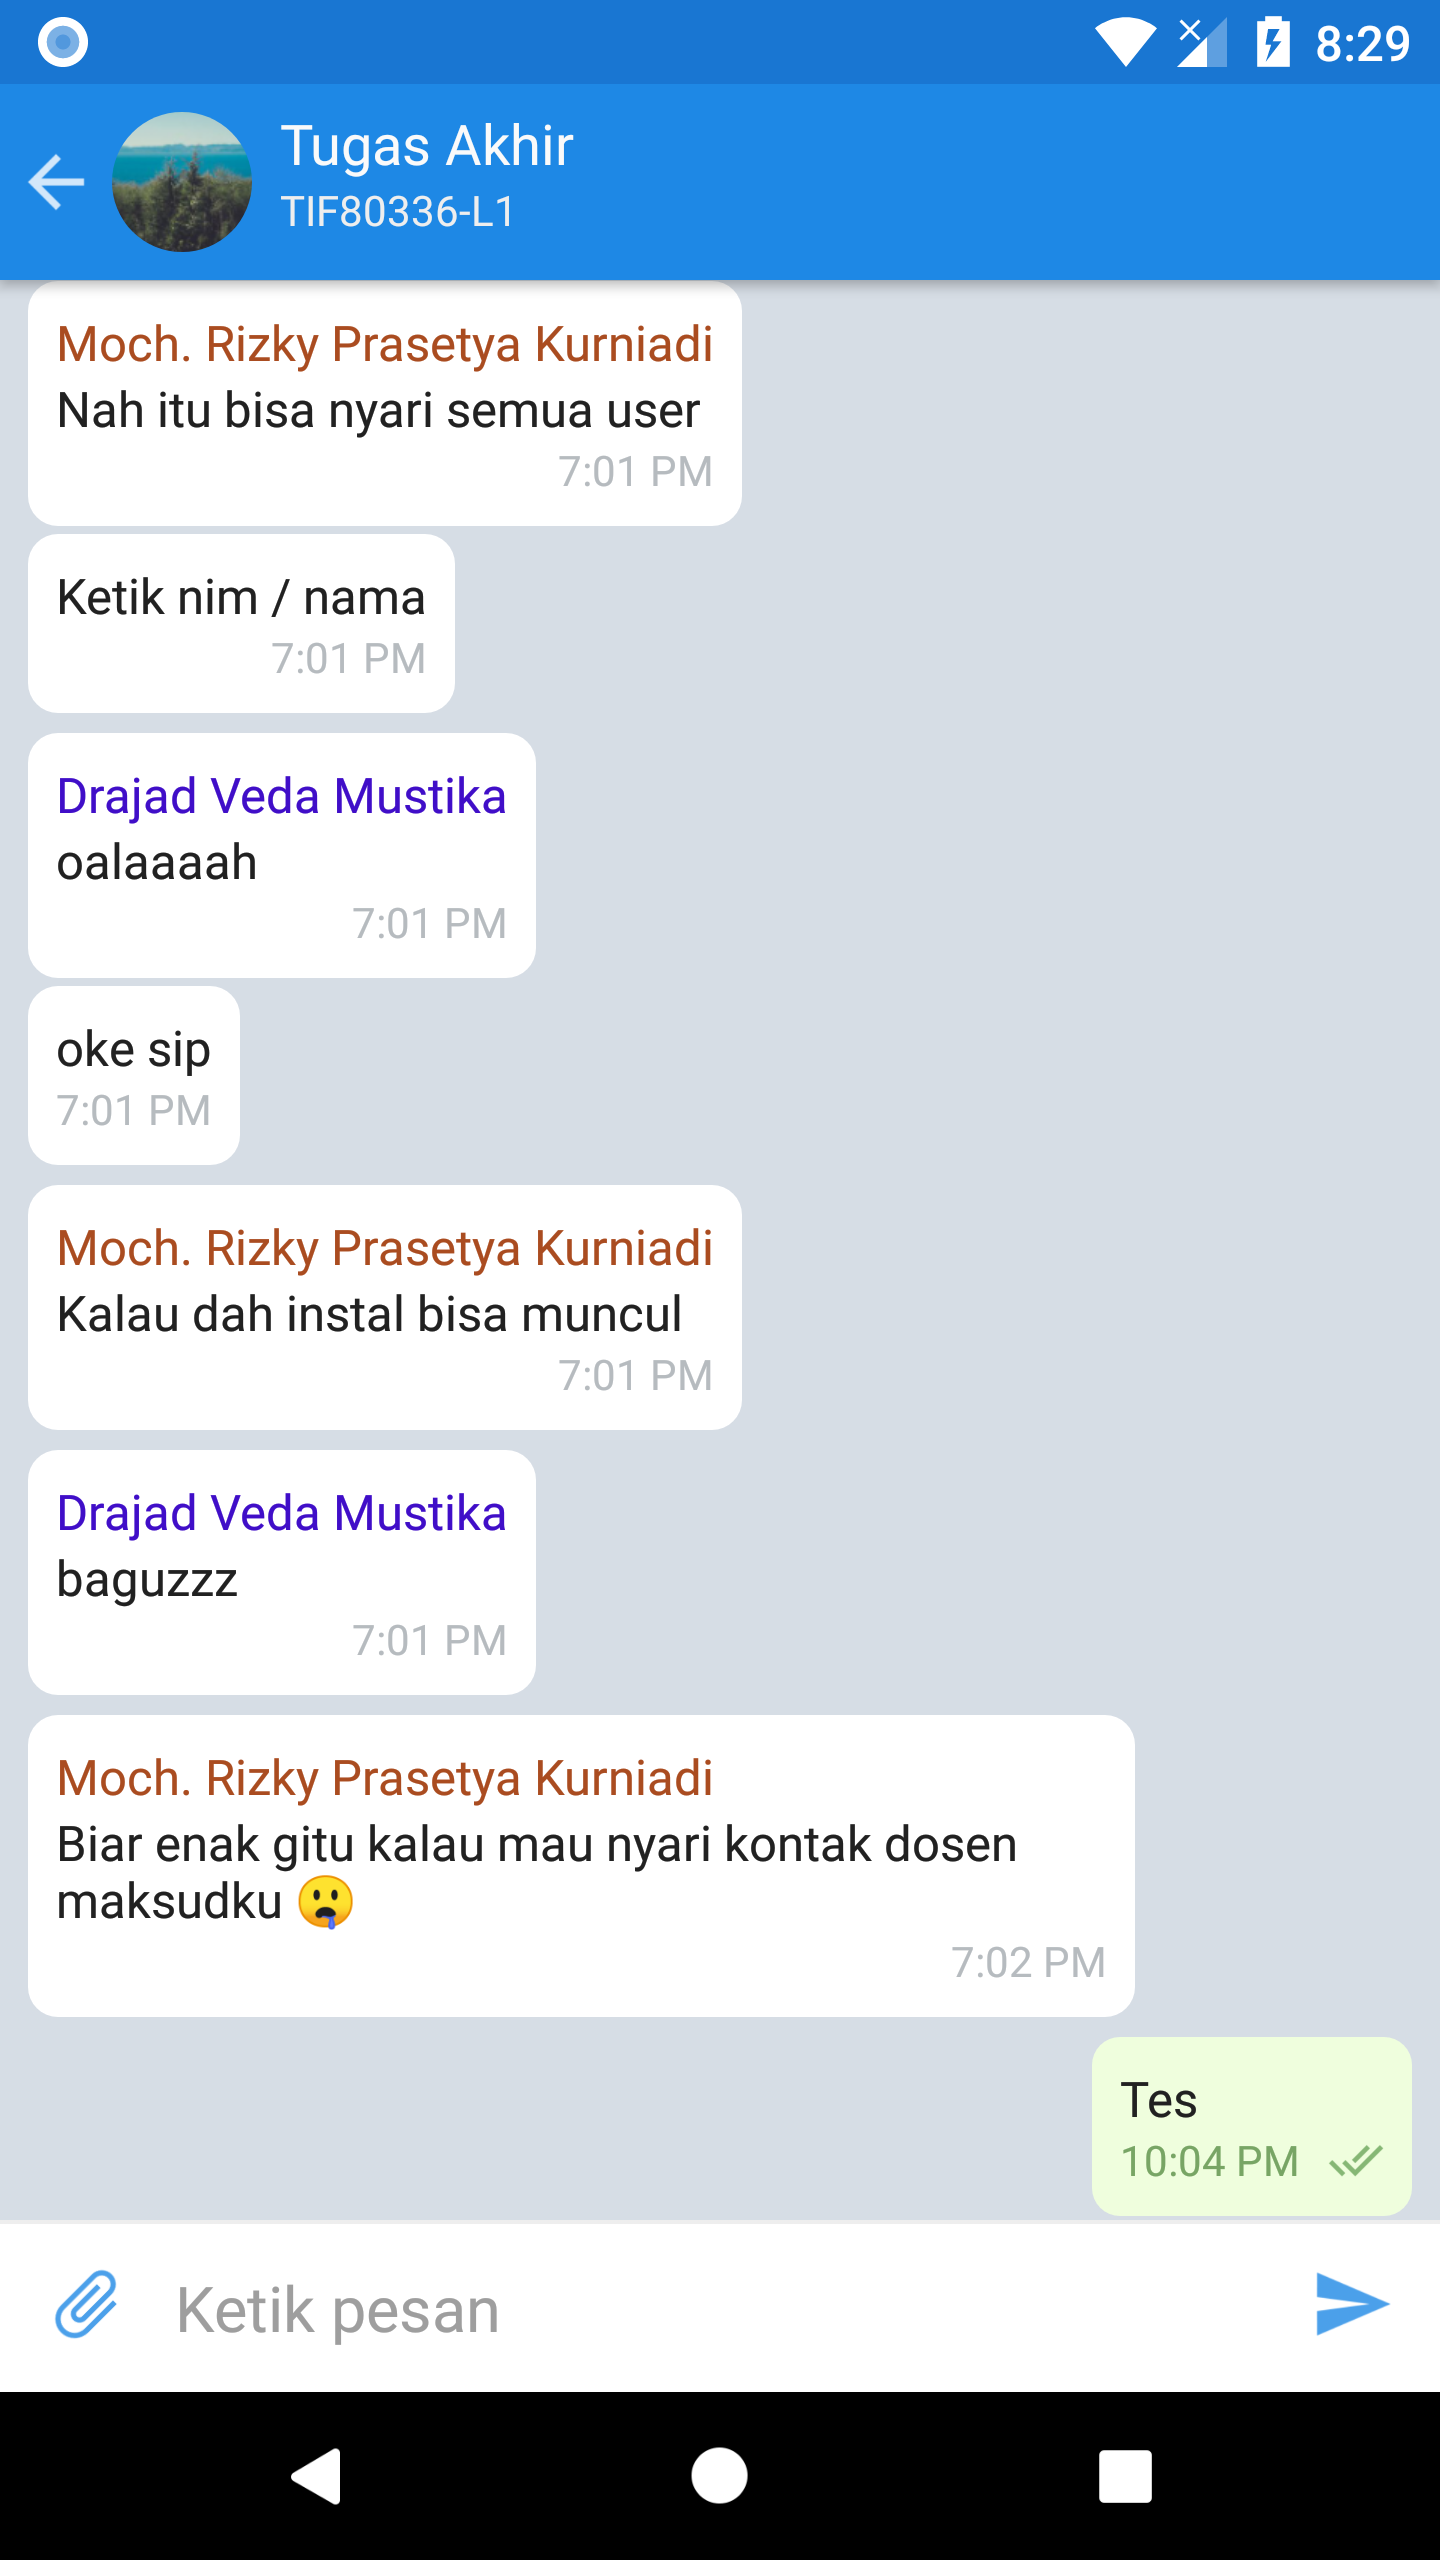 8:29
Tugas Akhir
TIF80336-L1
Moch. Rizky Prasetya Kurniadi
Nah itu bisa nyari semua user
7:01 PM
Ketik nim / nama
7:01 PM
Drajad Veda Mustika
oalaaaah
7:01 PM
oke sip
7:01 PM
Moch. Rizky Prasetya Kurniadi
Kalau dah instal bisa muncul
7:01 PM
Drajad Veda Mustika
baguzzz
7:01 PM
Moch. Rizky Prasetya Kurniadi
Biar enak gitu kalau mau nyari kontak dosen
maksudku 🤤
7:02 PM
Tes
10:04 PM
Ketik pesan